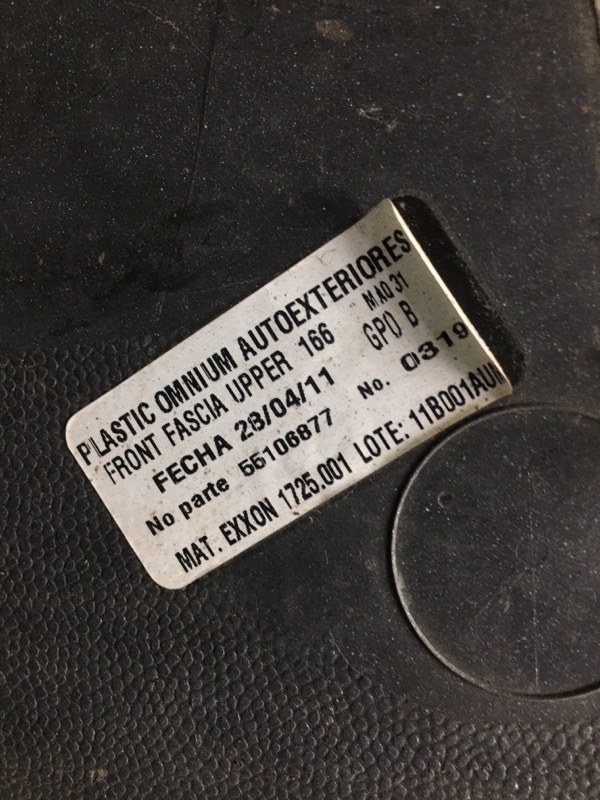 PLASTIC OMNIUM AUTOEXTERIORES
FRONT FASCIA UPPER 166 MAQ 31
FECHA 28/04/11 GPO B
No parte 55106877 No. 0319
MAT. EXXON 1725.001 LOTE: 11B001AUI